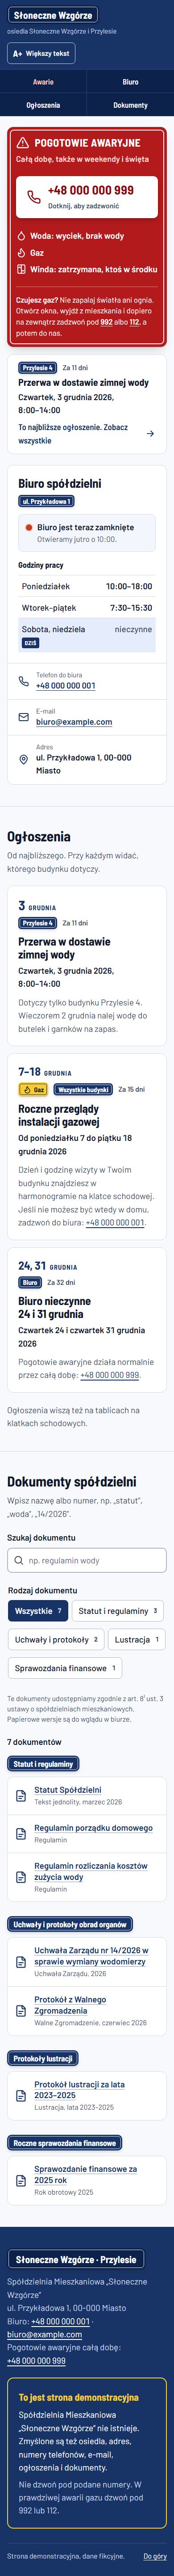 Słoneczne Wzgórze
osiedla Słoneczne Wzgórze i Przylesie
A+ Większy tekst
Awarie
Biuro
Ogłoszenia
Dokumenty
POGOTOWIE AWARYJNE
Całą dobę, także w weekendy i święta
+48 000 000 999
Dotknij, aby zadzwonić
Woda: wyciek, brak wody
Gaz
Winda: zatrzymana, ktoś w środku
Czujesz gaz? Nie zapalaj światła ani ognia.
Otwórz okna, wyjdź z mieszkania i dopiero
na zewnątrz zadzwoń pod 992 albo 112, a
potem do nas.
Przylesie 4
Za 11 dni
Przerwa w dostawie zimnej wody
Czwartek, 3 grudnia 2026,
8:00–14:00
To najbliższe ogłoszenie. Zobacz
wszystkie
Biuro spółdzielni
ul. Przykładowa 1
Biuro jest teraz zamknięte
Otwieramy jutro o 10:00.
Godziny pracy
Poniedziałek 10:00–18:00
Wtorek–piątek 7:30–15:30
Sobota, niedziela nieczynne
DZIŚ
Telefon do biura
+48 000 000 001
E-mail
biuro@example.com
Adres
ul. Przykładowa 1, 00-000
Miasto
Ogłoszenia
Od najbliższego. Przy każdym widać,
którego budynku dotyczy.
3 GRUDNIA
Przylesie 4
Za 11 dni
Przerwa w dostawie
zimnej wody
Czwartek, 3 grudnia 2026,
8:00–14:00
Dotyczy tylko budynku Przylesie 4.
Wieczorem 2 grudnia nalej wodę do
butelek i garnków na zapas.
7–18 GRUDNIA
Gaz
Wszystkie budynki
Za 15 dni
Roczne przeglądy
instalacji gazowej
Od poniedziałku 7 do piątku 18
grudnia 2026
Dzień i godzinę wizyty w Twoim
budynku znajdziesz w
harmonogramie na klatce schodowej.
Jeśli nie możesz być wtedy w domu,
zadzwoń do biura: +48 000 000 001.
24, 31 GRUDNIA
Biuro
Za 32 dni
Biuro nieczynne
24 i 31 grudnia
Czwartek 24 i czwartek 31 grudnia
2026
Pogotowie awaryjne działa normalnie
przez całą dobę: +48 000 000 999.
Ogłoszenia wiszą też na tablicach na
klatkach schodowych.
Dokumenty spółdzielni
Wpisz nazwę albo numer, np. „statut”,
„woda”, „14/2026”.
Szukaj dokumentu
np. regulamin wody
Rodzaj dokumentu
Wszystkie 7
Statut i regulaminy 3
Uchwały i protokoły 2
Lustracja 1
Sprawozdania finansowe 1
Te dokumenty udostępniamy zgodnie z art. 8¹ ust. 3
ustawy o spółdzielniach mieszkaniowych.
Papierowe wersje są do wglądu w biurze.
7 dokumentów
Statut i regulaminy
Statut Spółdzielni
Tekst jednolity, marzec 2026
Regulamin porządku domowego
Regulamin
Regulamin rozliczania kosztów
zużycia wody
Regulamin
Uchwały i protokoły obrad organów
Uchwała Zarządu nr 14/2026 w
sprawie wymiany wodomierzy
Uchwała Zarządu, 2026
Protokół z Walnego
Zgromadzenia
Walne Zgromadzenie, czerwiec 2026
Protokoły lustracji
Protokół lustracji za lata
2023–2025
Lustracja, lata 2023-2025
Roczne sprawozdania finansowe
Sprawozdanie finansowe za
2025 rok
Rok obrotowy 2025
Słoneczne Wzgórze · Przylesie
Spółdzielnia Mieszkaniowa „Słoneczne
Wzgórze”
ul. Przykładowa 1, 00-000 Miasto
Biuro: +48 000 000 001 ·
biuro@example.com
Pogotowie awaryjne całą dobę:
+48 000 000 999
To jest strona demonstracyjna
Spółdzielnia Mieszkaniowa
„Słoneczne Wzgórze” nie istnieje.
Zmyślone są też osiedla, adres,
numery telefonów, e-mail,
ogłoszenia i dokumenty.
Nie dzwoń pod podane numery. W
prawdziwej awarii gazu dzwoń pod
992 lub 112.
Strona demonstracyjna, dane fikcyjne.
Do góry